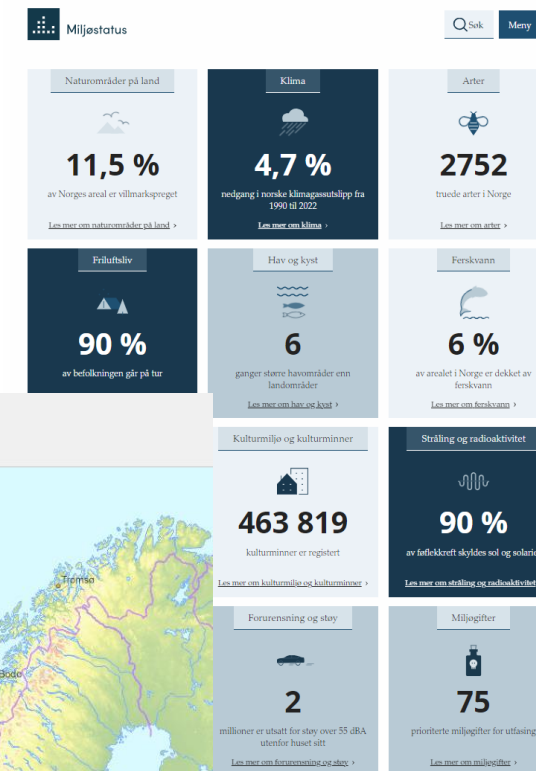 Miljøstatus
Søk
Meny
Naturområder på land
11,5 %
av Norges areal er villmarkspreget
Les mer om naturområder på land ›
Klima
4,7 %
nedgang i norske klimagassutslipp fra
1990 til 2022
Les mer om klima ›
Arter
2752
truede arter i Norge
Les mer om arter ›
Friluftsliv
90 %
av befolkningen går på tur
Hav og kyst
6
ganger større havområder enn
landområder
Les mer om hav og kyst ›
Ferskvann
6 %
av arealet i Norge er dekket av
ferskvann
Les mer om ferskvann ›
Kulturmiljø og kulturminner
463 819
kulturminner er registert
Les mer om kulturmiljø og kulturminner ›
Stråling og radioaktivitet
90 %
av føflekkreft skyldes sol og solarie
Les mer om stråling og radioaktivitet
Tromsø
Bodø
Forurensning og støy
2
millioner er utsatt for støy over 55 dBA
utenfor huset sitt
Les mer om forurensning og støy ›
Miljøgifter
75
prioriterte miljøgifter for utfasing
Les mer om miljøgifter ›